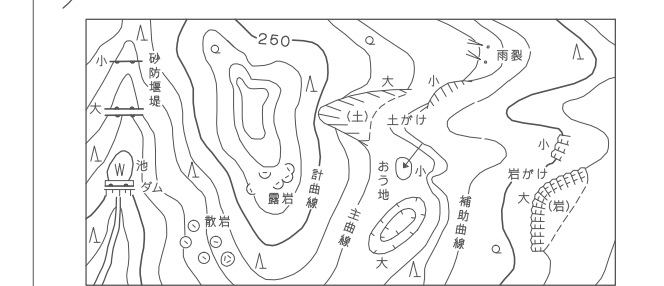 250
小
砂防堰堤
大
W
池
ダム
散岩
露岩
計曲線
主曲線
大
(土)
小
土がけ
雨裂
おう地
小
大
補助曲線
小
岩がけ
大
(岩)